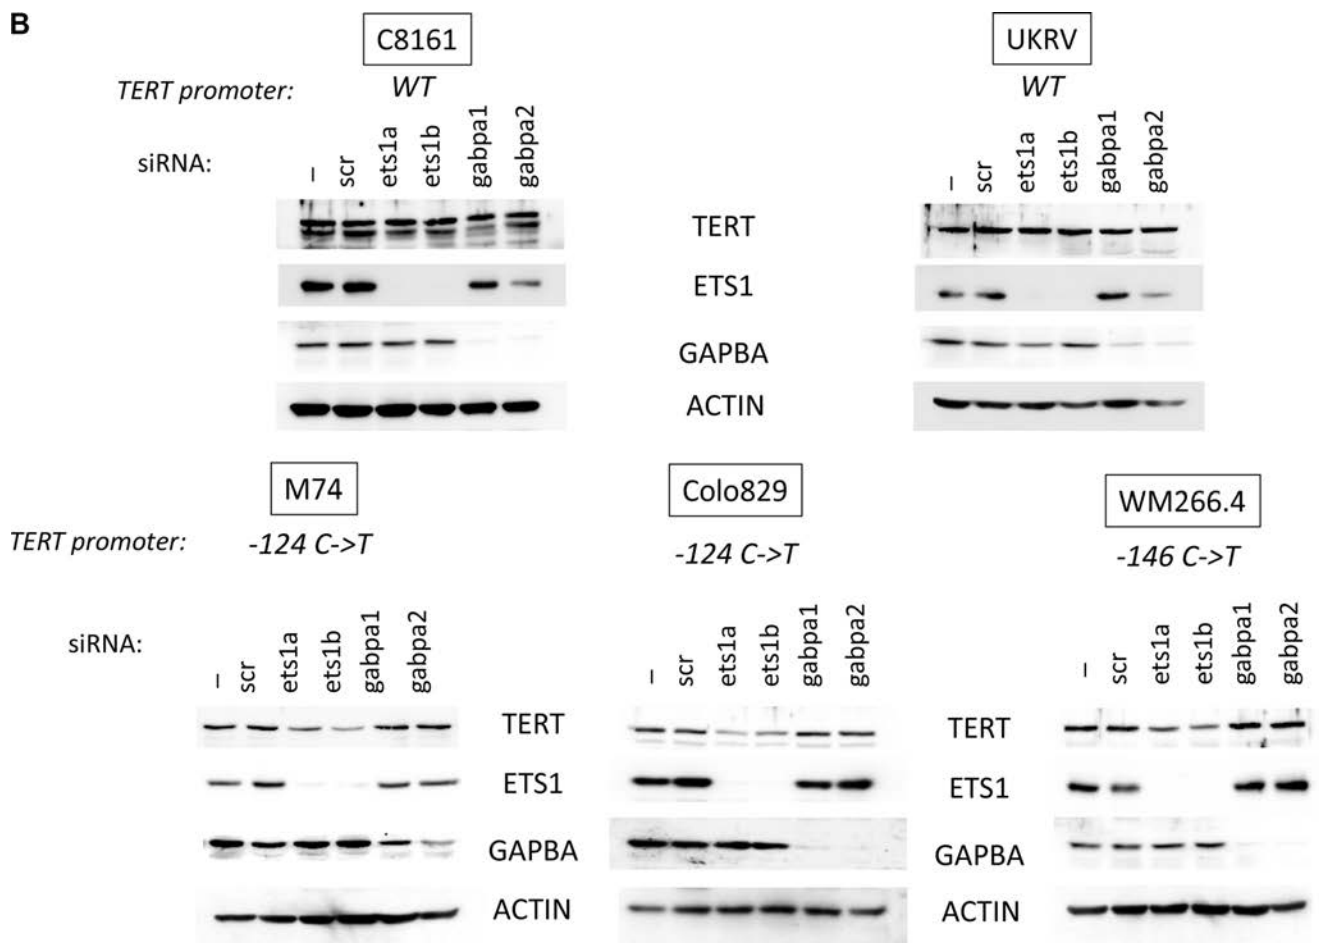 B
C8161
UKRV
TERT promoter: WT
WT
siRNA: – scr ets1a ets1b gabpa1 gabpa2
– scr ets1a ets1b gabpa1 gabpa2
TERT
ETS1
GAPBA
ACTIN
M74
Colo829
WM266.4
TERT promoter: -124 C->T
-124 C->T
-146 C->T
siRNA: – scr ets1a ets1b gabpa1 gabpa2
– scr ets1a ets1b gabpa1 gabpa2
– scr ets1a ets1b gabpa1 gabpa2
TERT
TERT
ETS1
ETS1
GAPBA
GAPBA
ACTIN
ACTIN